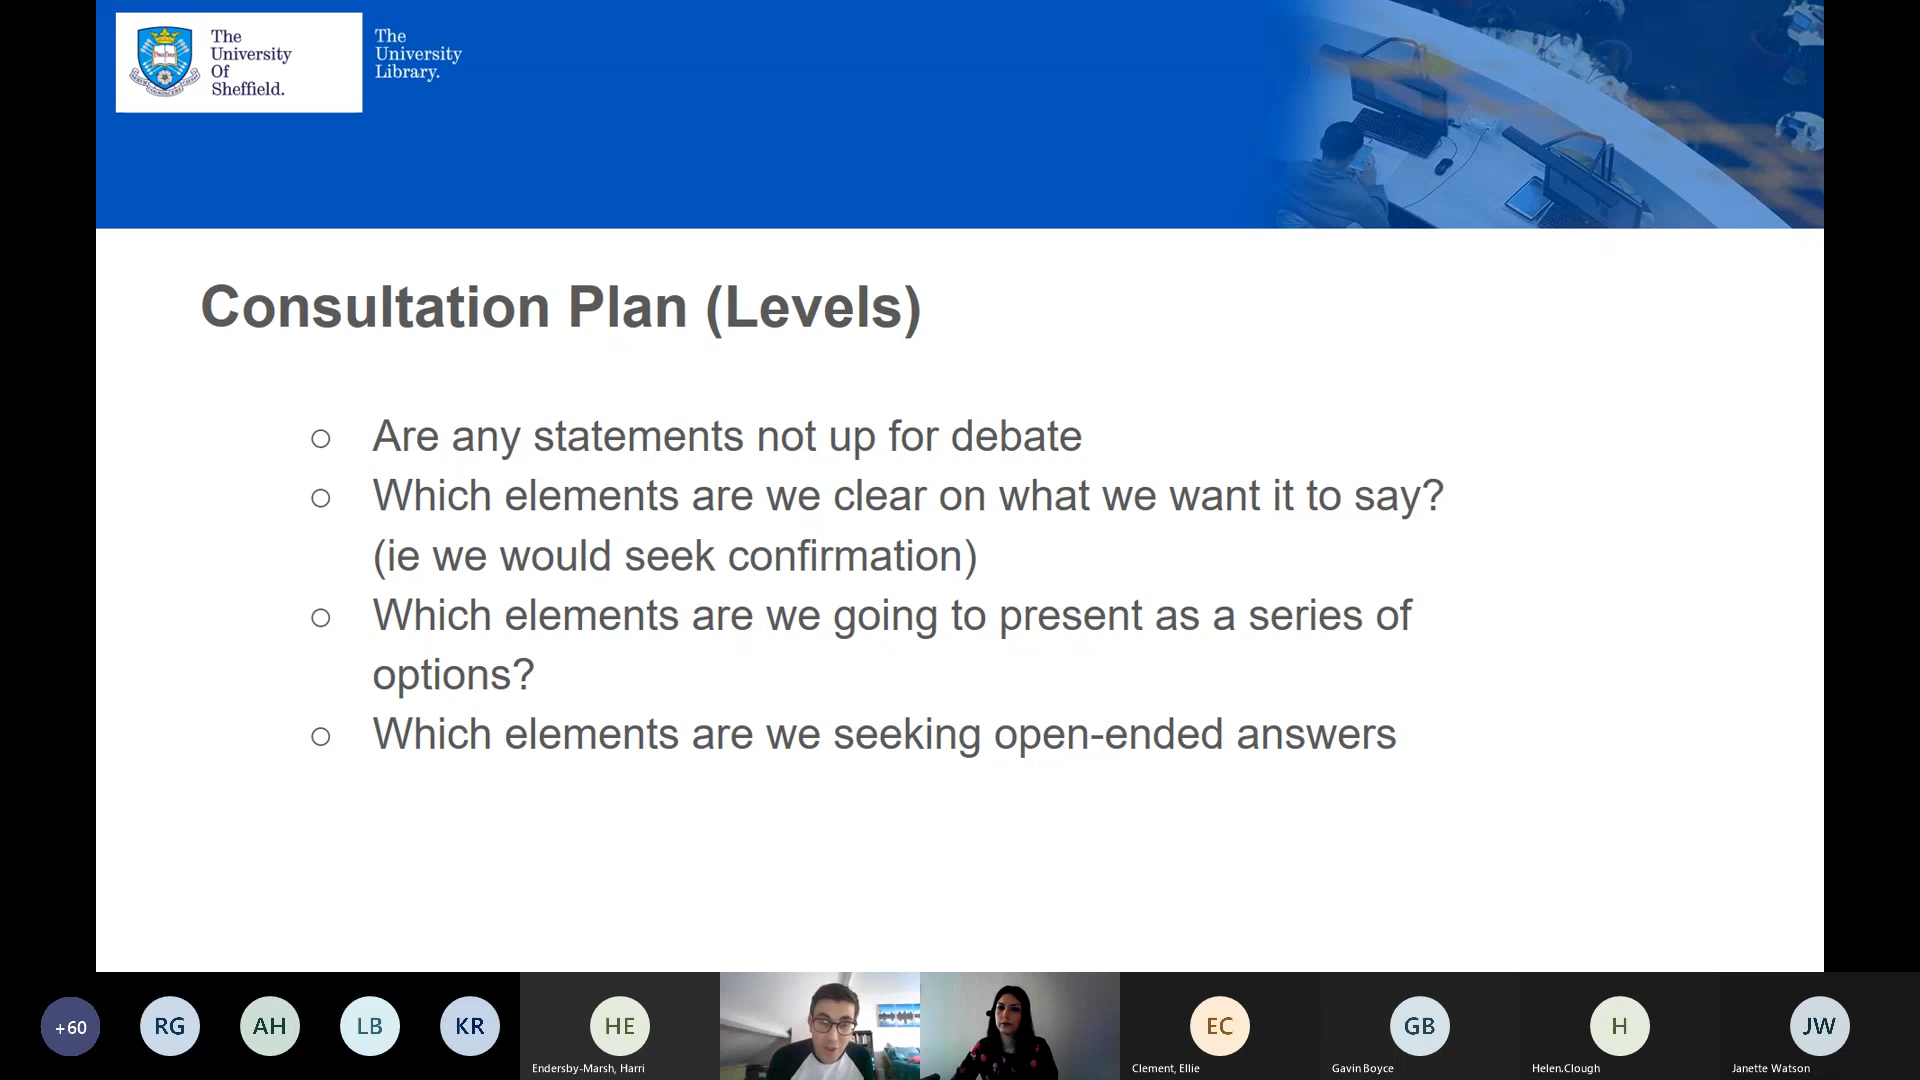 The
University
Of
Sheffield.
The
University
Library.
Consultation Plan (Levels)
○ Are any statements not up for debate
○ Which elements are we clear on what we want it to say?
(ie we would seek confirmation)
○ Which elements are we going to present as a series of
options?
○ Which elements are we seeking open-ended answers
+60
RG
AH
LB
KR
HE
Endersby-Marsh, Harri
EC
Clement, Ellie
GB
Gavin Boyce
H
Helen.Clough
JW
Janette Watson